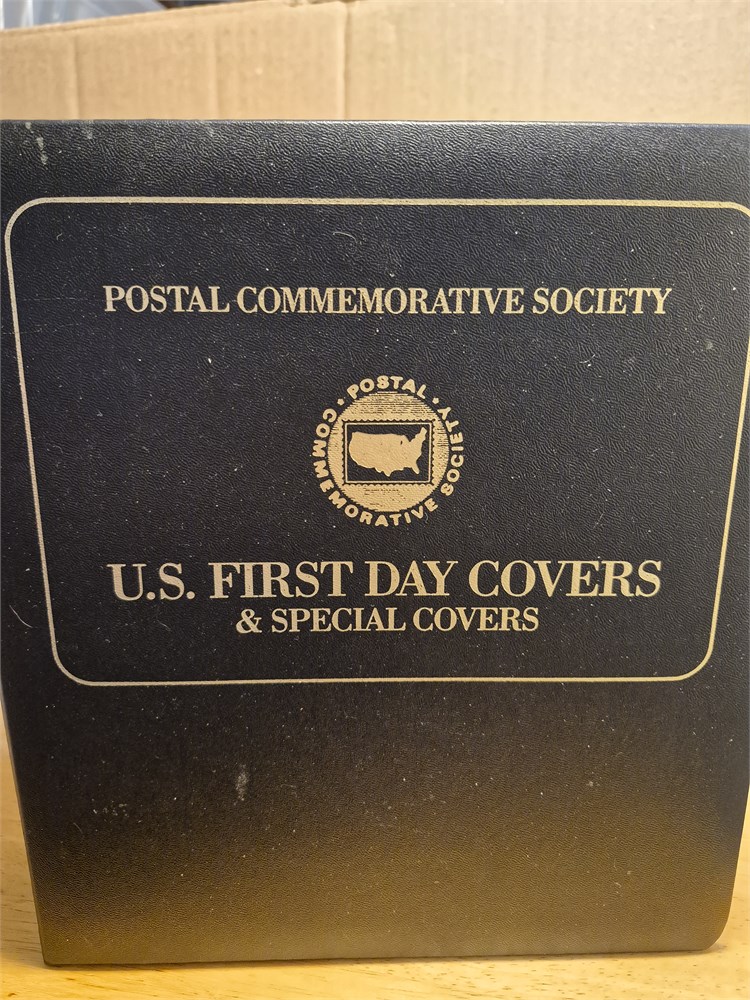 POSTAL COMMEMORATIVE SOCIETY
• POSTAL •
COMMEMORATIVE SOCIETY
U.S. FIRST DAY COVERS
& SPECIAL COVERS